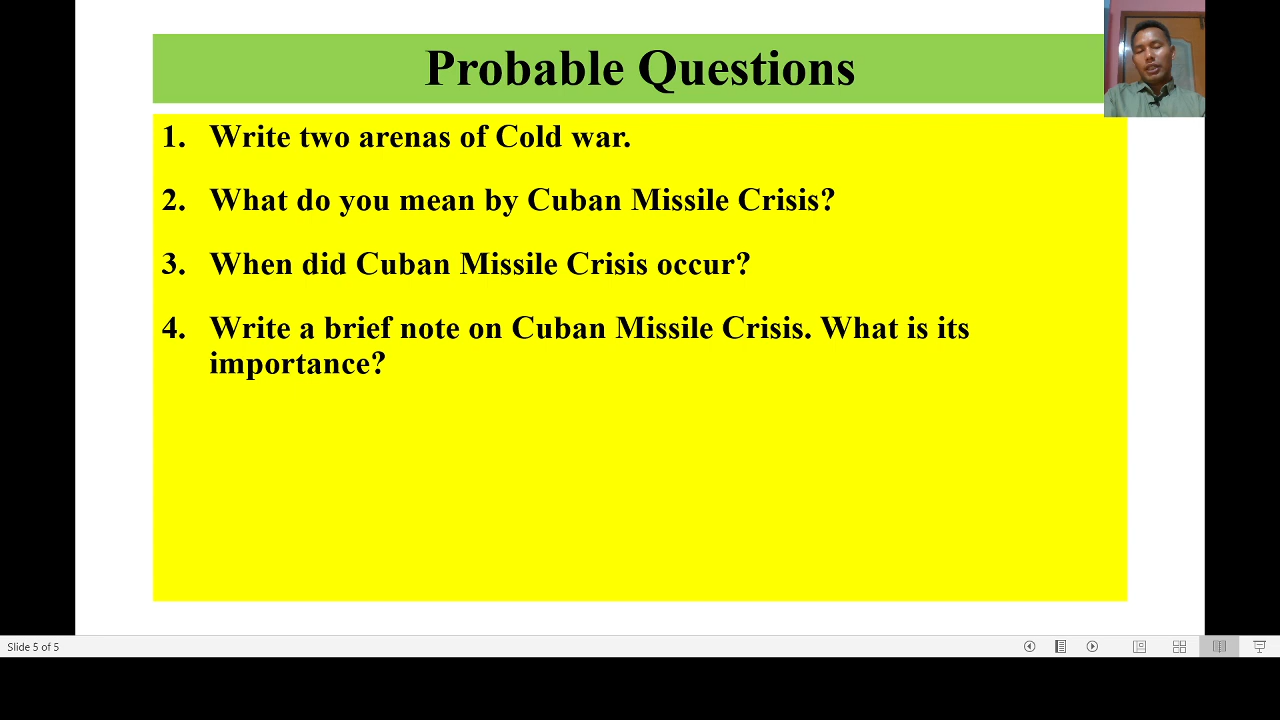 Probable Questions
1. Write two arenas of Cold war.
2. What do you mean by Cuban Missile Crisis?
3. When did Cuban Missile Crisis occur?
4. Write a brief note on Cuban Missile Crisis. What is its
importance?
Slide 5 of 5